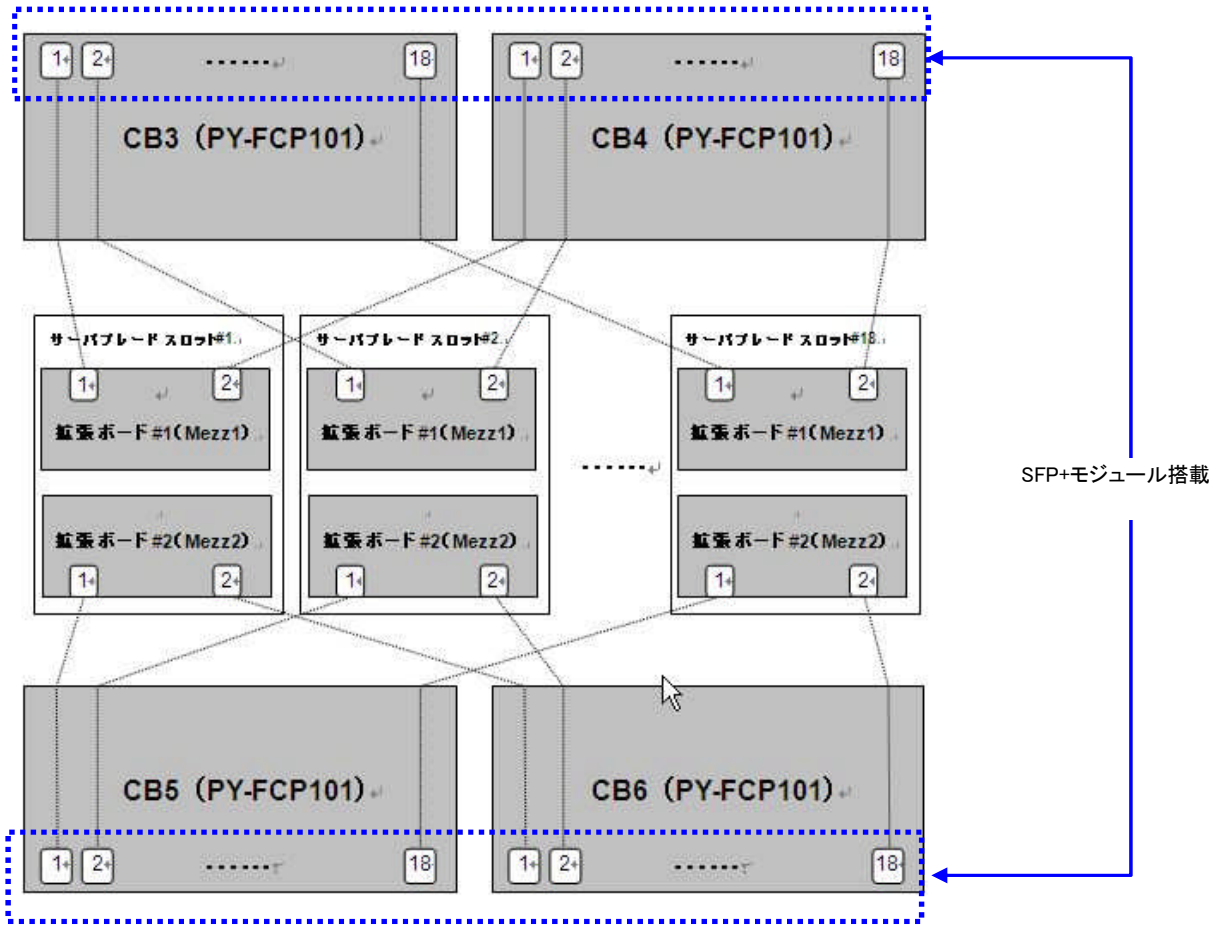 1 2 ······ 18
1 2 ······ 18
CB3（PY-FCP101）
CB4（PY-FCP101）
サーバブレード スロット#1
サーバブレード スロット#2
サーバブレード スロット#18
1 2
1 2
1 2
拡張ボード#1(Mezz1)
拡張ボード#1(Mezz1)
拡張ボード#1(Mezz1)
······
SFP+モジュール搭載
拡張ボード#2(Mezz2)
拡張ボード#2(Mezz2)
拡張ボード#2(Mezz2)
1 2
1 2
1 2
CB5（PY-FCP101）
CB6（PY-FCP101）
1 2 ······ 18
1 2 ······ 18